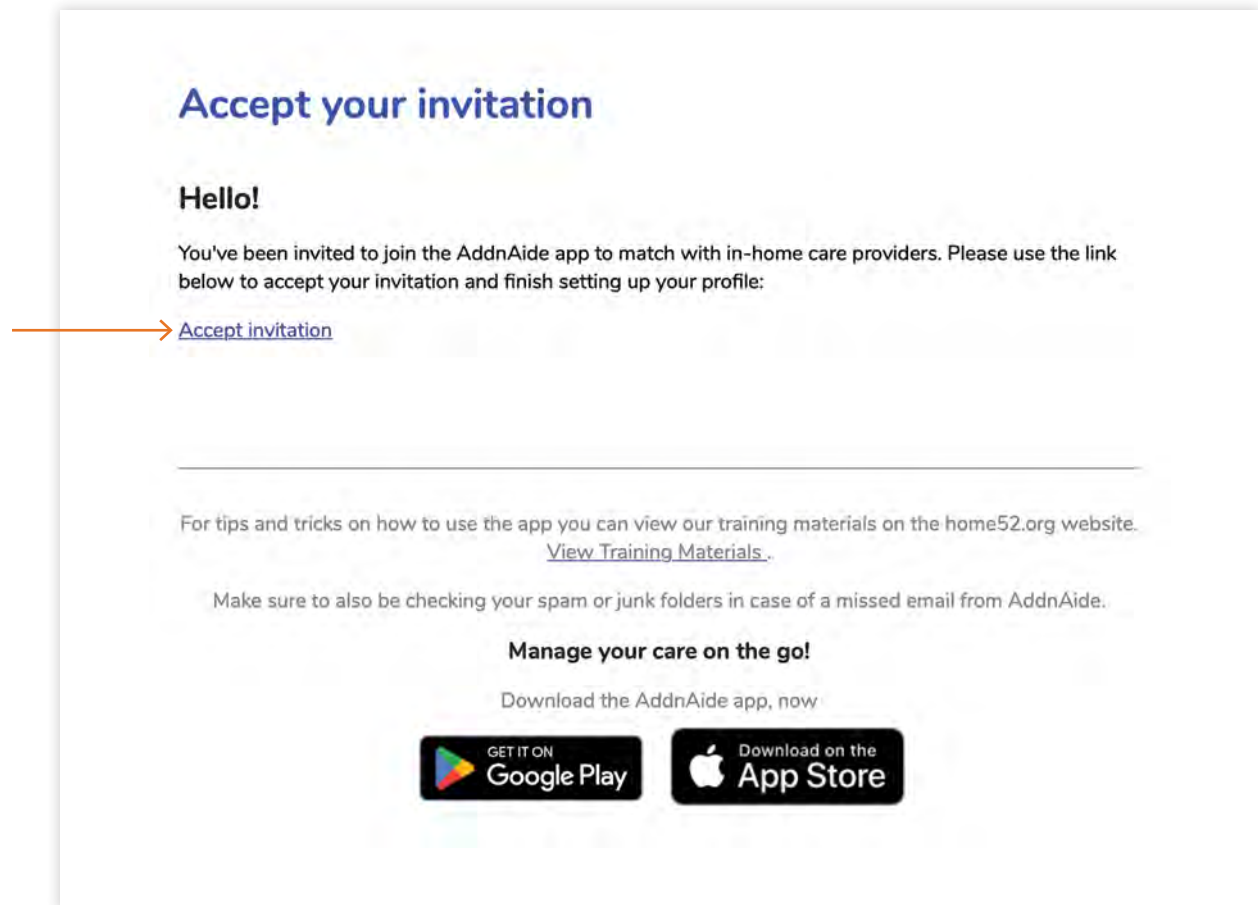 Accept your invitation
Hello!
You've been invited to join the AddnAide app to match with in-home care providers. Please use the link
below to accept your invitation and finish setting up your profile:
Accept invitation
For tips and tricks on how to use the app you can view our training materials on the home52.org website.
View Training Materials .
Make sure to also be checking your spam or junk folders in case of a missed email from AddnAide.
Manage your care on the go!
Download the AddnAide app, now
GET IT ON
Google Play
Download on the
App Store